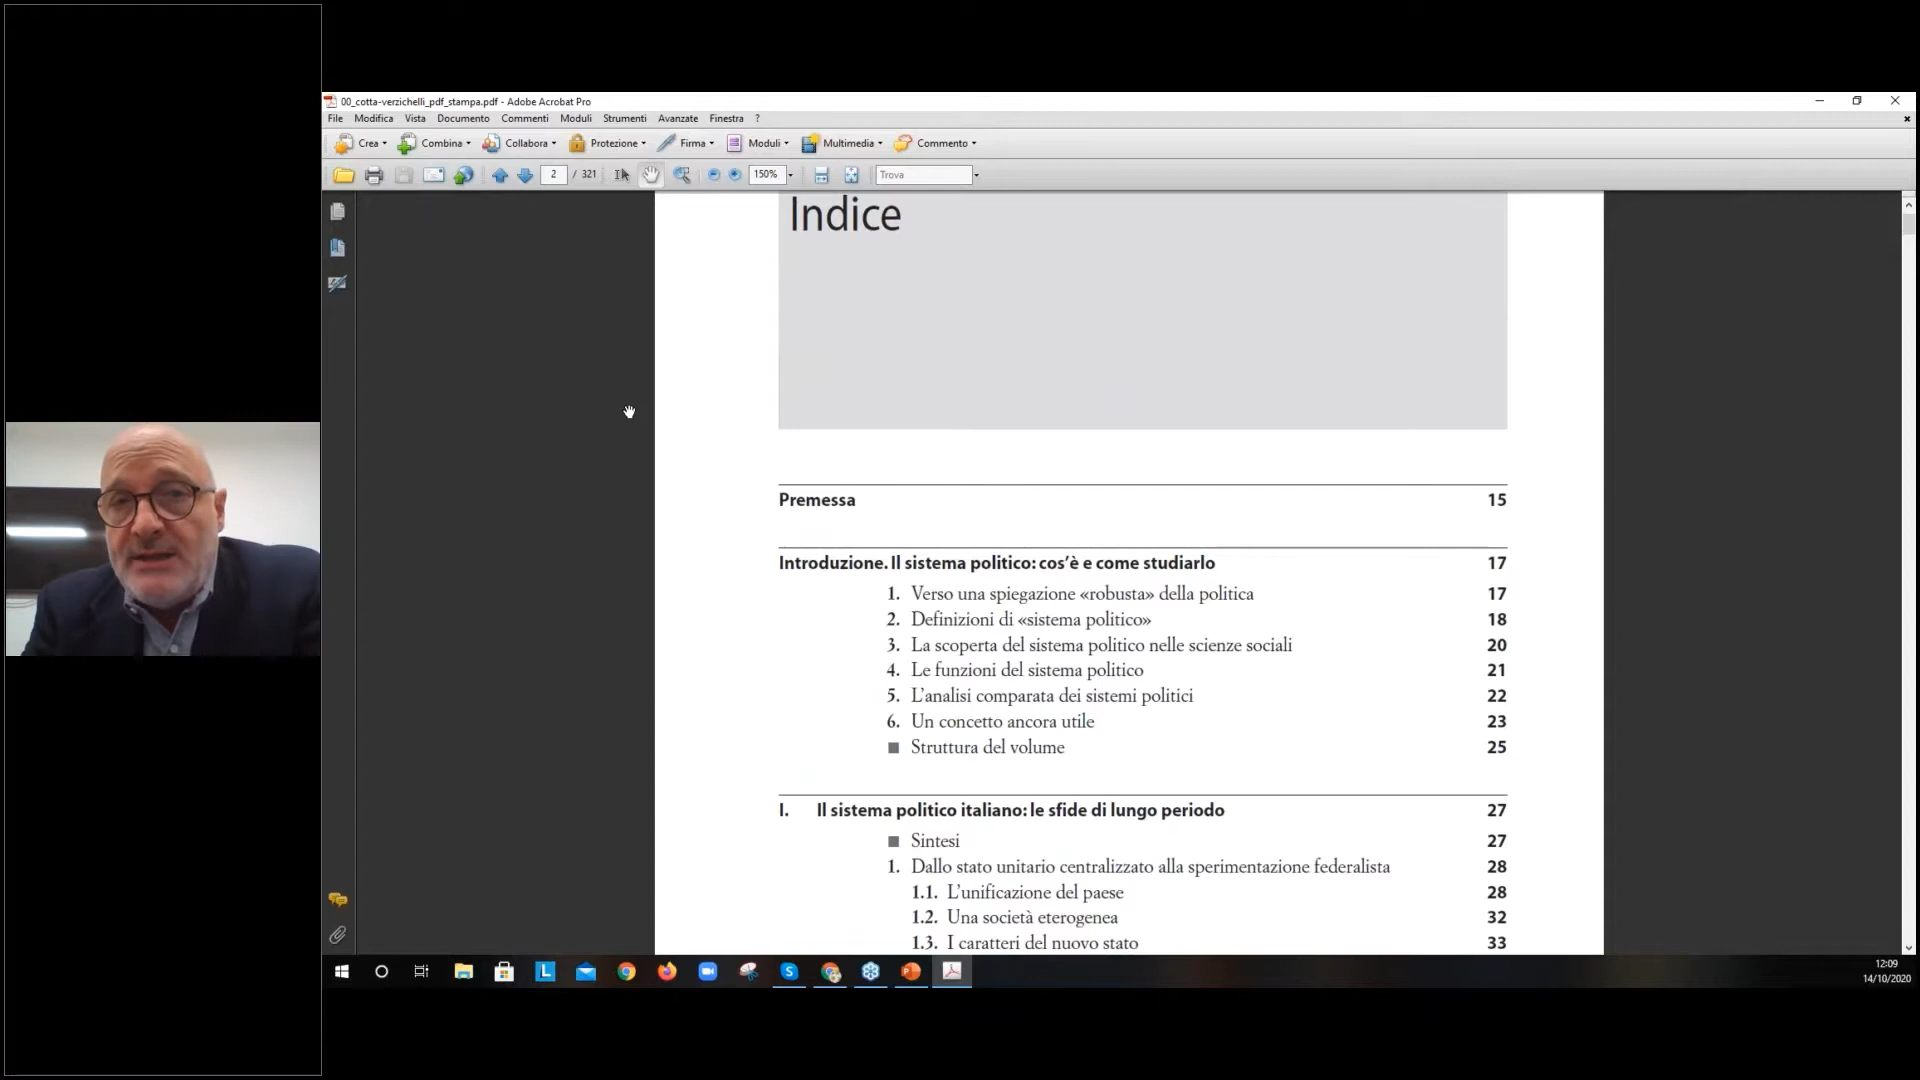 00_cotta-verzichelli_pdf_stampa.pdf - Adobe Acrobat Pro
File Modifica Vista Documento Commenti Moduli Strumenti Avanzate Finestra ?
Crea Combina Collabora Protezione Firma Moduli Multimedia Commento
2 / 321 150% Trova
Indice
Premessa 15
Introduzione. Il sistema politico: cos’è e come studiarlo 17
1. Verso una spiegazione «robusta» della politica 17
2. Definizioni di «sistema politico» 18
3. La scoperta del sistema politico nelle scienze sociali 20
4. Le funzioni del sistema politico 21
5. L’analisi comparata dei sistemi politici 22
6. Un concetto ancora utile 23
■ Struttura del volume 25
I. Il sistema politico italiano: le sfide di lungo periodo 27
■ Sintesi 27
1. Dallo stato unitario centralizzato alla sperimentazione federalista 28
1.1. L’unificazione del paese 28
1.2. Una società eterogenea 32
1.3. I caratteri del nuovo stato 33
L S P
12:09
14/10/2020